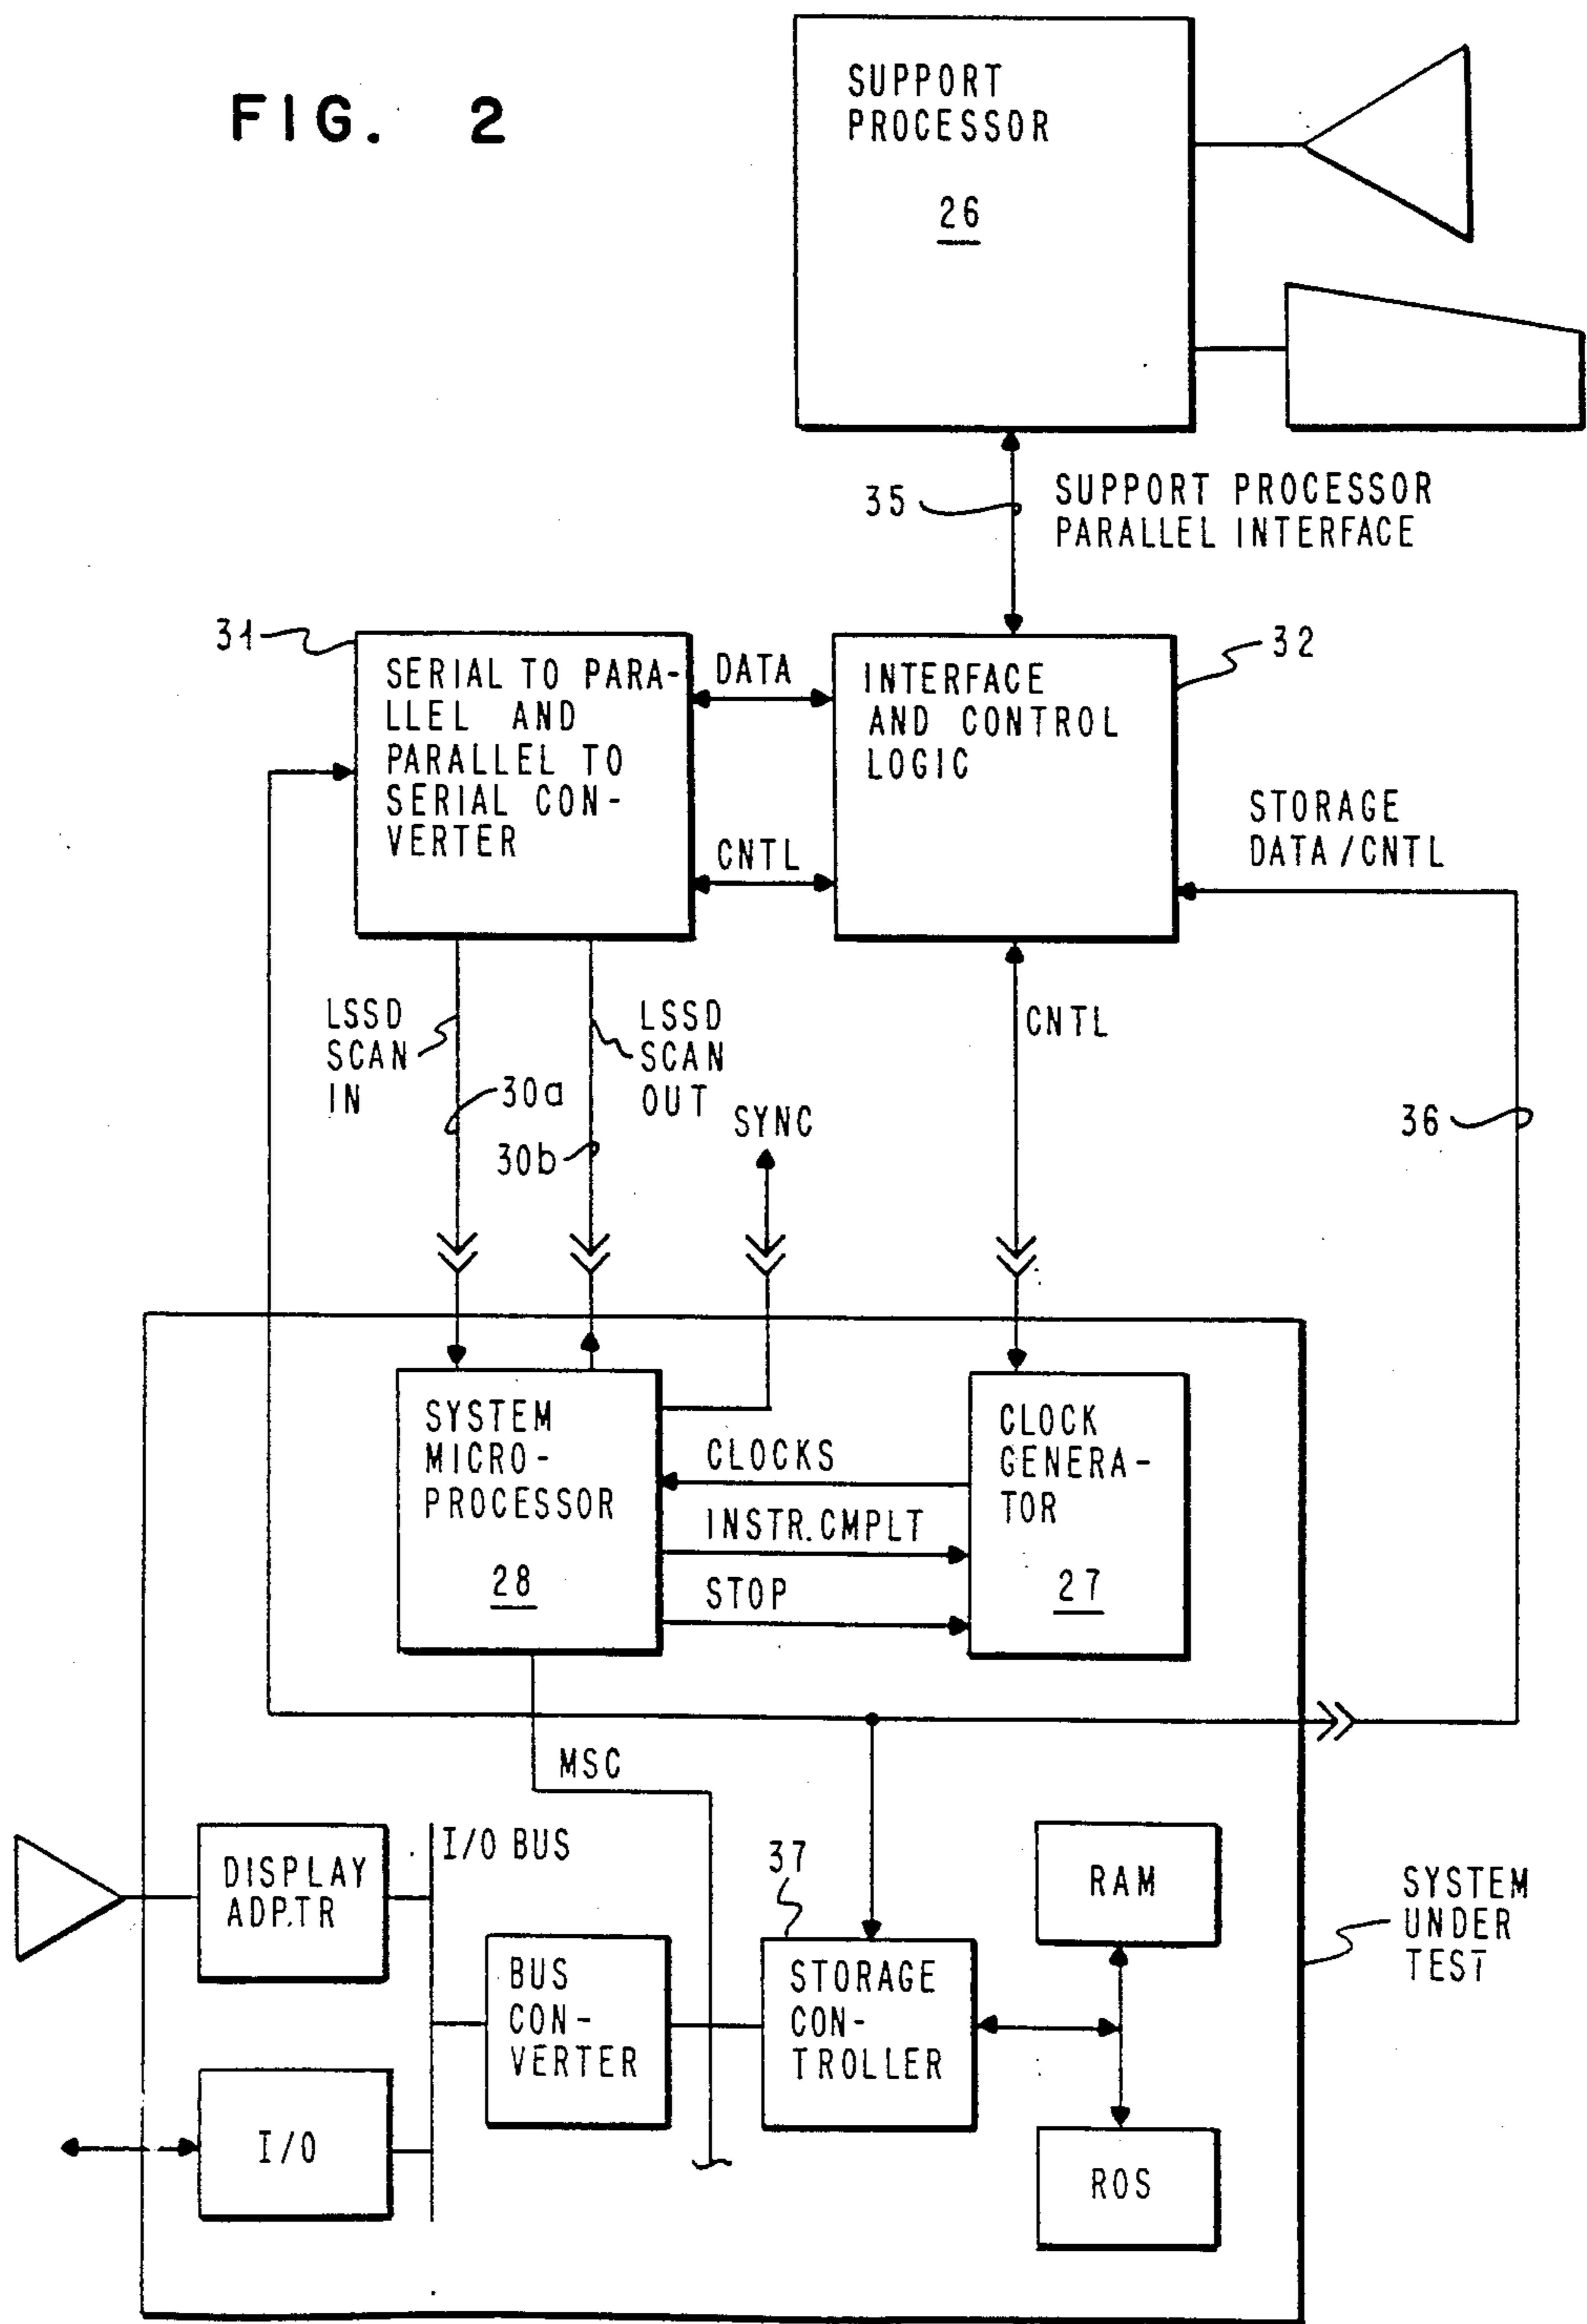 FIG. 2
SUPPORT
PROCESSOR
26
35
SUPPORT PROCESSOR
PARALLEL INTERFACE
31
SERIAL TO PARA-
LLEL AND
PARALLEL TO
SERIAL CON-
VERTER
DATA
CNTL
INTERFACE
AND CONTROL
LOGIC
32
STORAGE
DATA/CNTL
LSSD
SCAN
IN
30a
LSSD
SCAN
OUT
30b
SYNC
CNTL
36
SYSTEM
MICRO-
PROCESSOR
28
CLOCKS
INSTR.CMPLT
STOP
CLOCK
GENERA-
TOR
27
MSC
DISPLAY
ADP.TR
I/O BUS
BUS
CON-
VERTER
I/O
37
STORAGE
CON-
TROLLER
RAM
ROS
SYSTEM
UNDER
TEST